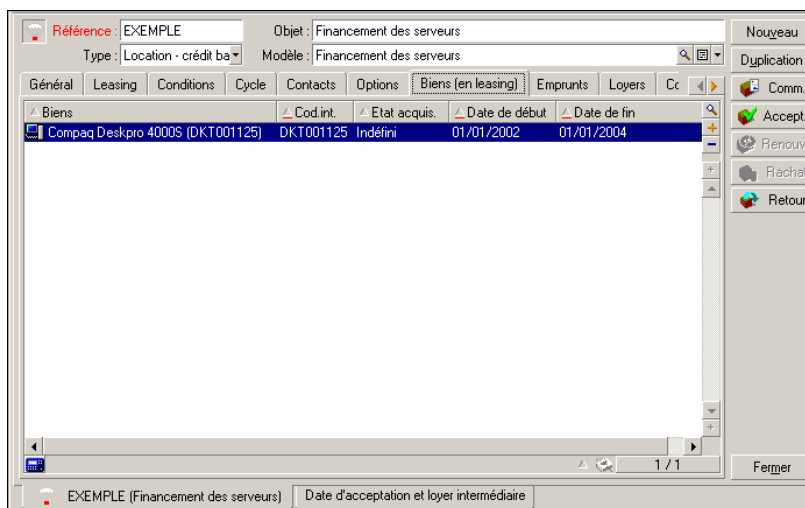 Référence : EXEMPLE Objet : Financement des serveurs
Type : Location - crédit ba Modèle : Financement des serveurs
Général Leasing Conditions Cycle Contacts Options Biens (en leasing) Emprunts Loyers Cc
Biens Cod.int. Etat acquis. Date de début Date de fin
Compaq Deskpro 4000S (DKT001125) DKT001125 Indéfini 01/01/2002 01/01/2004
1 / 1
Nouveau
Duplication
Comm.
Accept.
Renouv
Rachat
Retour
Fermer
EXEMPLE (Financement des serveurs) Date d'acceptation et loyer intermédiaire